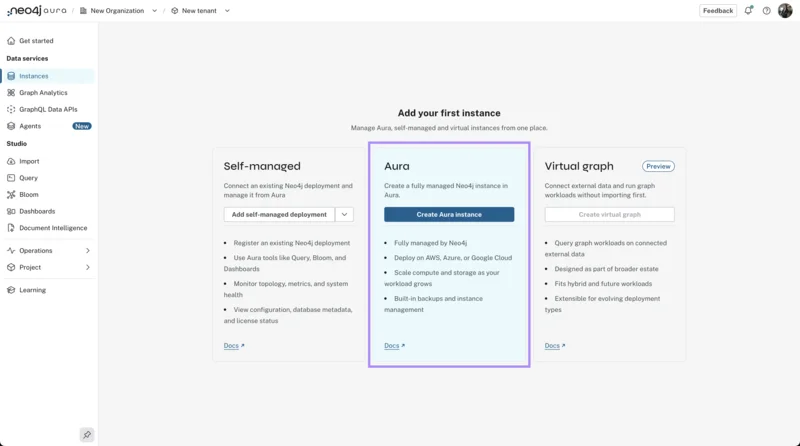 neo4j aura / New Organization / New tenant
Feedback
Get started
Data services
Instances
Graph Analytics
GraphQL Data APIs
Agents New
Studio
Import
Query
Bloom
Dashboards
Document Intelligence
Operations
Project
Learning
Add your first instance
Manage Aura, self-managed and virtual instances from one place.
Self-managed
Connect an existing Neo4j deployment and
manage it from Aura
Add self-managed deployment
• Register an existing Neo4j deployment
• Use Aura tools like Query, Bloom, and
Dashboards
• Monitor topology, metrics, and system
health
• View configuration, database metadata,
and license status
Docs
Aura
Create a fully managed Neo4j instance in
Aura.
Create Aura instance
• Fully managed by Neo4j
• Deploy on AWS, Azure, or Google Cloud
• Scale compute and storage as your
workload grows
• Built-in backups and instance
management
Docs
Virtual graph Preview
Connect external data and run graph
workloads without importing first.
Create virtual graph
• Query graph workloads on connected
external data
• Designed as part of broader estate
• Fits hybrid and future workloads
• Extensible for evolving deployment
types
Docs